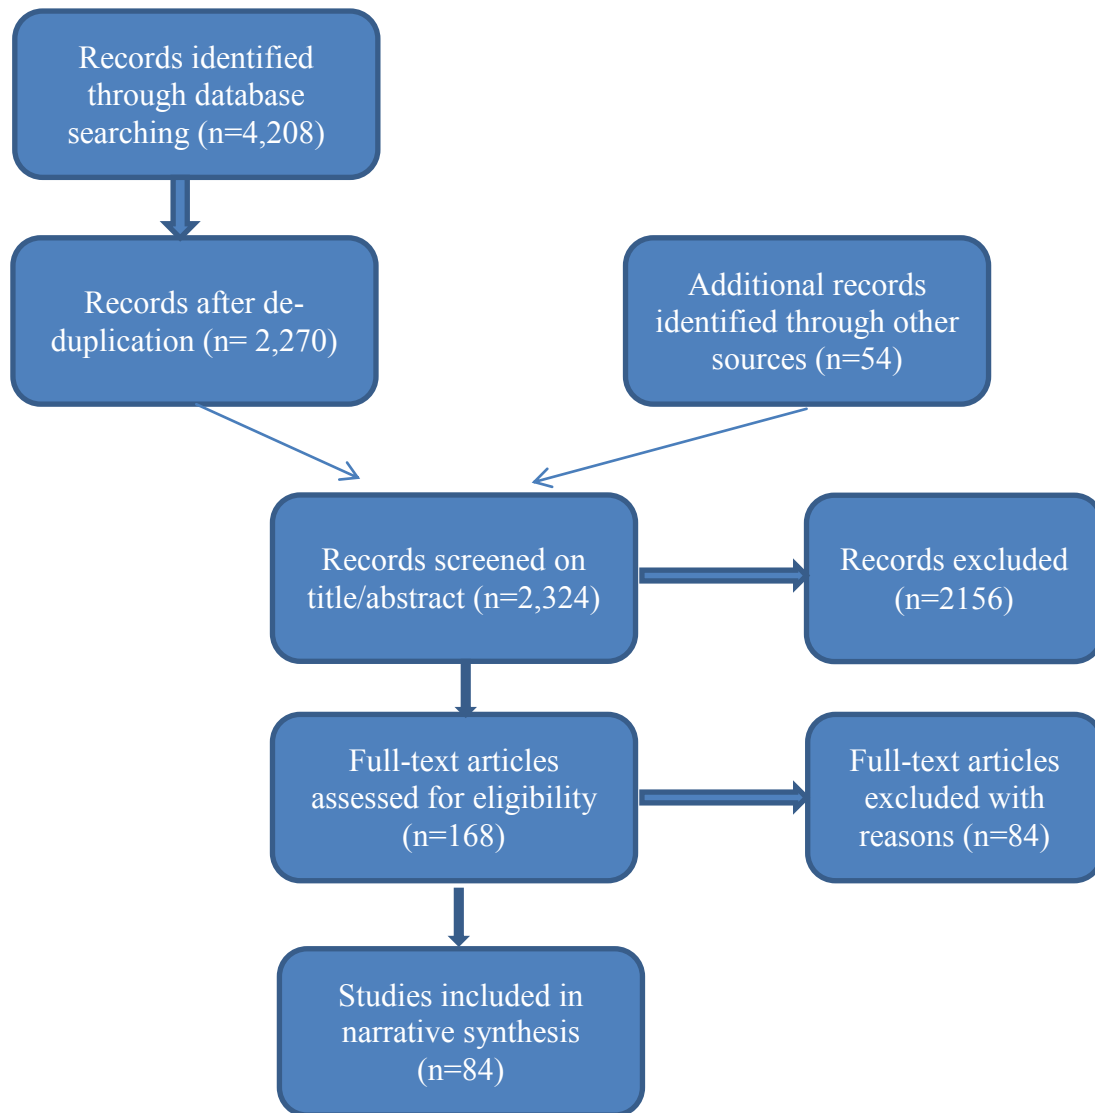 Records identified
through database
searching (n=4,208)
Records after de-
duplication (n= 2,270)
Additional records
identified through other
sources (n=54)
Records screened on
title/abstract (n=2,324)
Records excluded
(n=2156)
Full-text articles
assessed for eligibility
(n=168)
Full-text articles
excluded with
reasons (n=84)
Studies included in
narrative synthesis
(n=84)